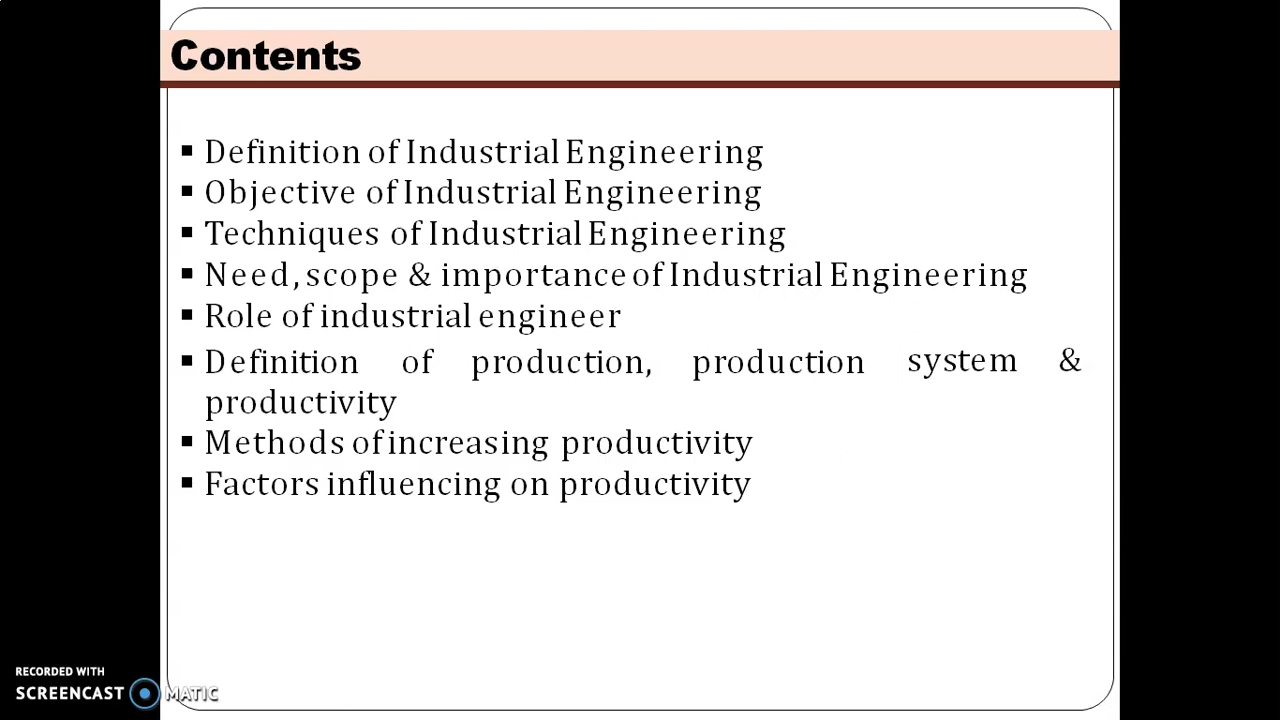 Contents
▪ Definition of Industrial Engineering
▪ Objective of Industrial Engineering
▪ Techniques of Industrial Engineering
▪ Need, scope & importance of Industrial Engineering
▪ Role of industrial engineer
▪ Definition of production, production system &
productivity
▪ Methods of increasing productivity
▪ Factors influencing on productivity
RECORDED WITH
SCREENCAST MATIC